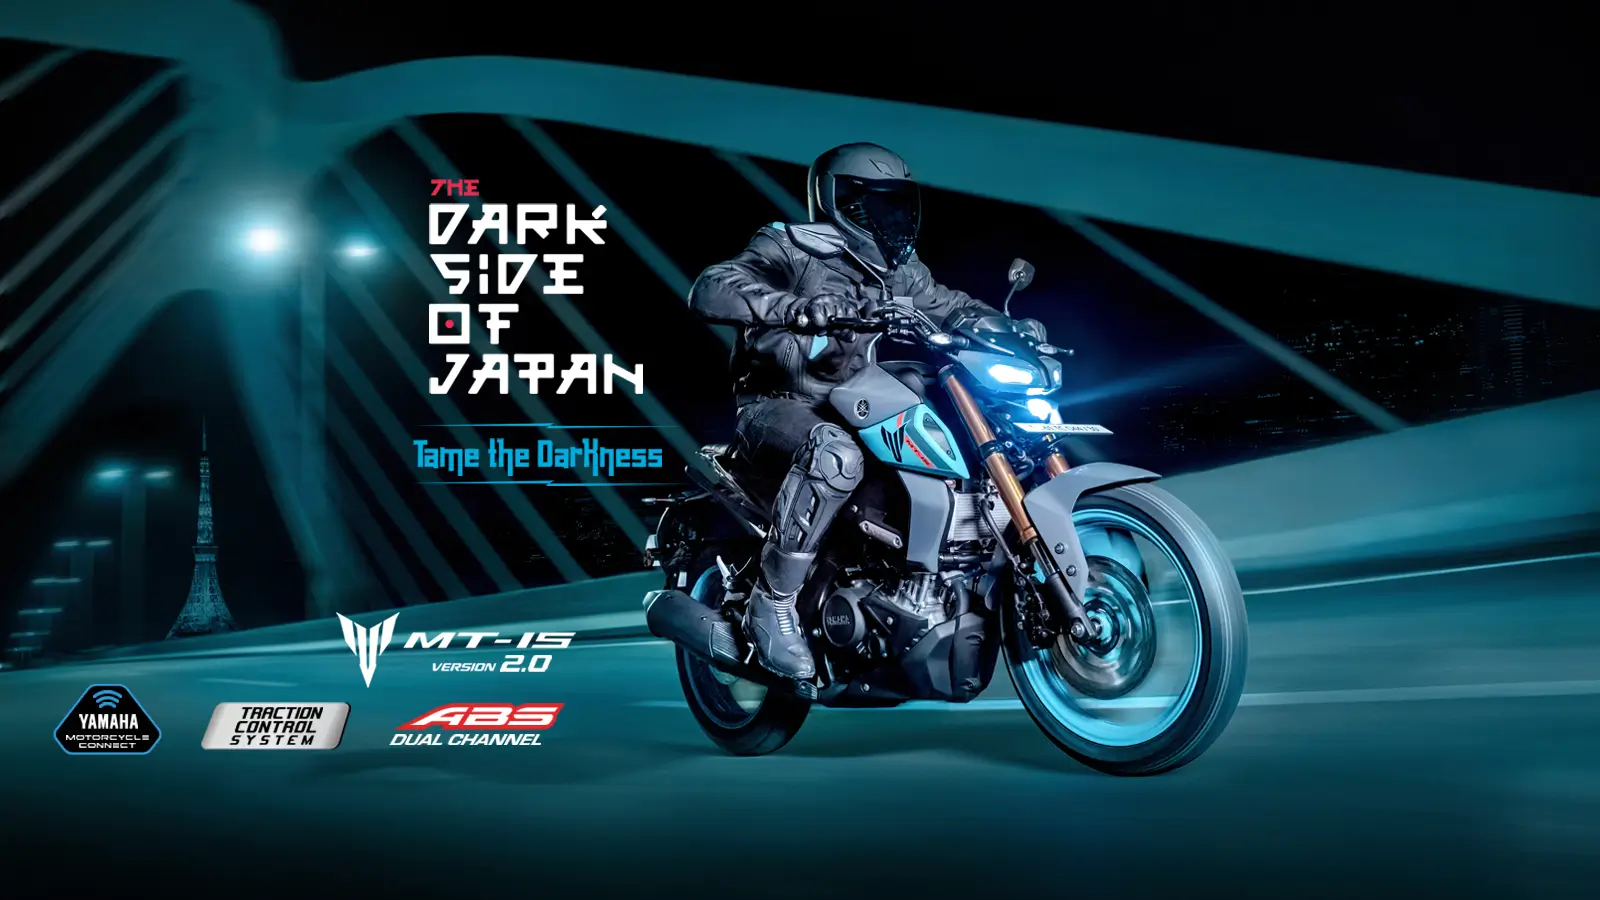 THE
DARK
SIDE
OF
JAPAN
Tame the Darkness
MT-15
VERSION 2.0
YAMAHA
MOTORCYCLE
CONNECT
TRACTION
CONTROL
SYSTEM
ABS
DUAL CHANNEL